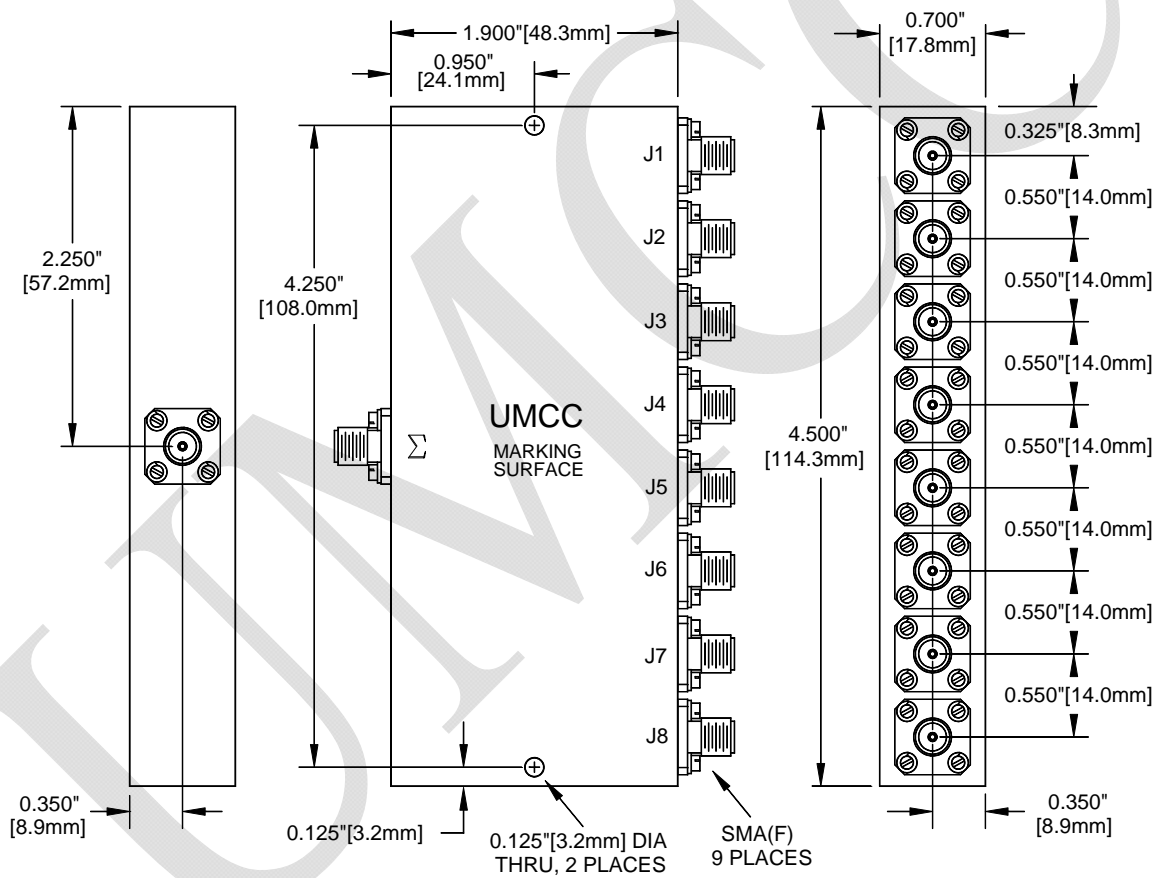 1.900"[48.3mm]
0.950"
[24.1mm]
0.700"
[17.8mm]
0.325"[8.3mm]
0.550"[14.0mm]
0.550"[14.0mm]
0.550"[14.0mm]
0.550"[14.0mm]
0.550"[14.0mm]
0.550"[14.0mm]
0.550"[14.0mm]
2.250"
[57.2mm]
4.250"
[108.0mm]
4.500"
[114.3mm]
J1
J2
J3
J4
J5
J6
J7
J8
Σ
UMCC
MARKING
SURFACE
0.350"
[8.9mm]
0.125"[3.2mm]
0.125"[3.2mm] DIA
THRU, 2 PLACES
SMA(F)
9 PLACES
0.350"
[8.9mm]
UMCC